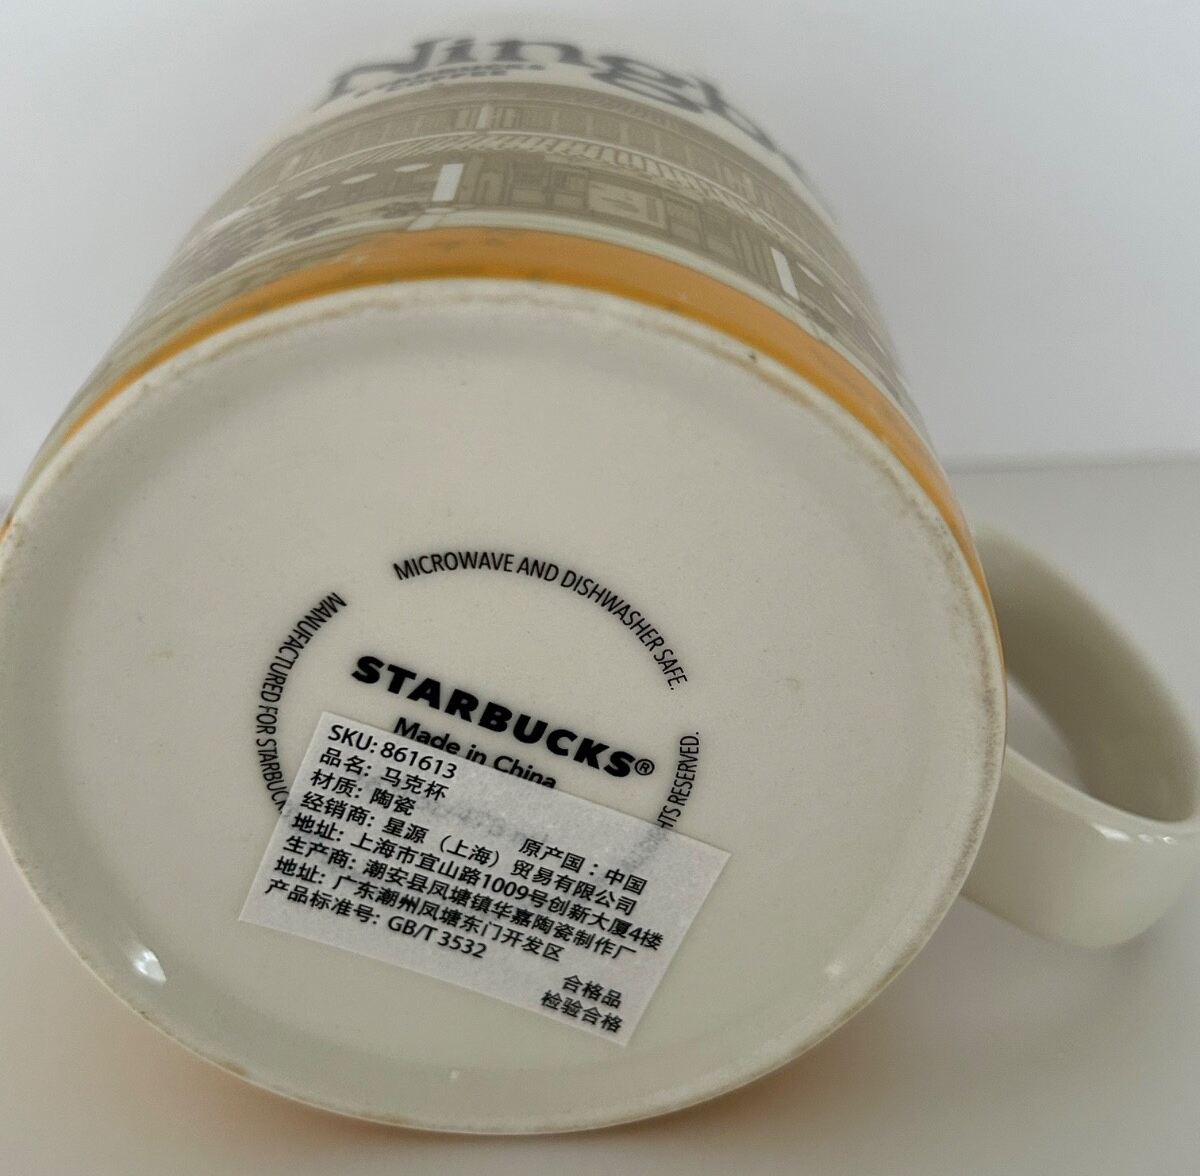 Ningb
MICROWAVE AND DISHWASHER SAFE.
MANUFACTURED FOR STARBUCKS
HTS RESERVED.
STARBUCKS®
Made in China
SKU: 861613
品名: 马克杯
材质: 陶瓷 原产国：中国
经销商: 星源（上海）贸易有限公司
地址: 上海市宜山路1009号创新大厦4楼
生产商: 潮安县凤塘镇华嘉陶瓷制作厂
地址: 广东潮州凤塘东门开发区
产品标准号: GB/T 3532
合格品
检验合格